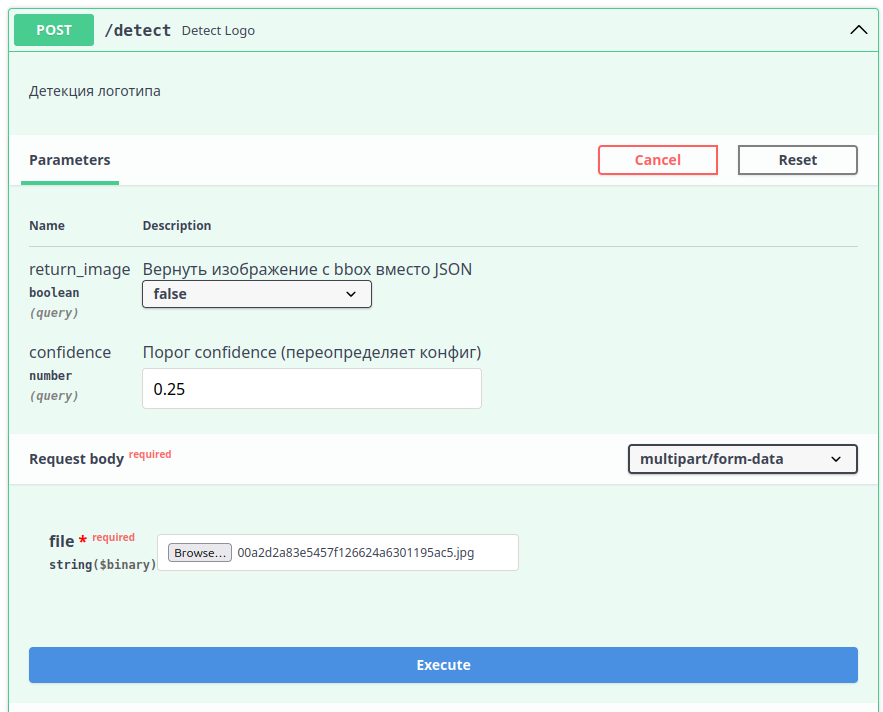 POST /detect Detect Logo
Детекция логотипа
Parameters Cancel Reset
Name Description
return_image Вернуть изображение с bbox вместо JSON
boolean false
(query)
confidence Порог confidence (переопределяет конфиг)
number
(query) 0.25
Request body required multipart/form-data
file * required
string($binary) Browse... 00a2d2a83e5457f126624a6301195ac5.jpg
Execute